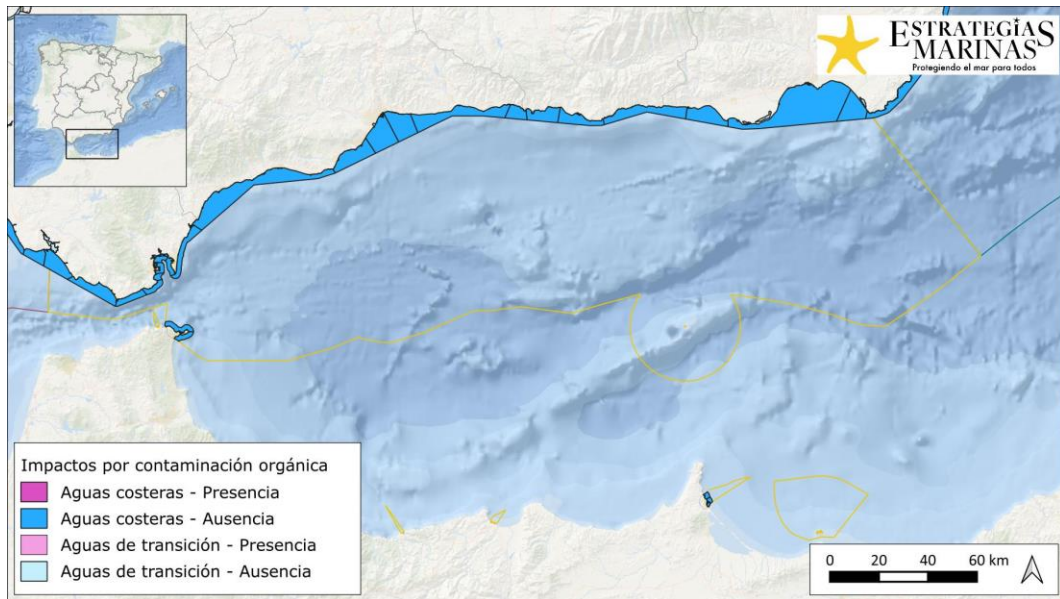 ESTRATEGIAS
MARINAS
Protegiendo el mar para todos
Impactos por contaminación orgánica
Aguas costeras - Presencia
Aguas costeras - Ausencia
Aguas de transición - Presencia
Aguas de transición - Ausencia
0 20 40 60 km